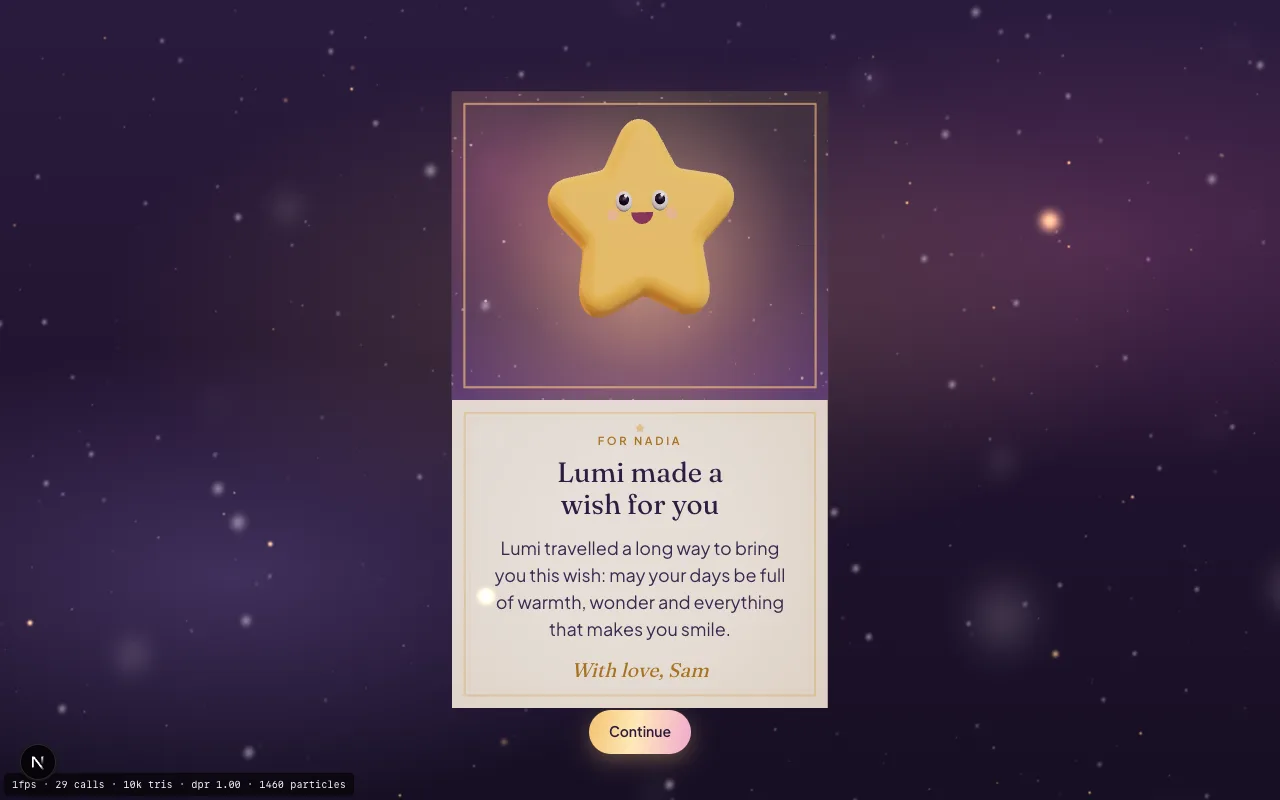 FOR NADIA
Lumi made a
wish for you
Lumi travelled a long way to bring
you this wish: may your days be full
of warmth, wonder and everything
that makes you smile.
With love, Sam
Continue
N
1fps · 29 calls · 10k tris · dpr 1.00 · 1460 particles